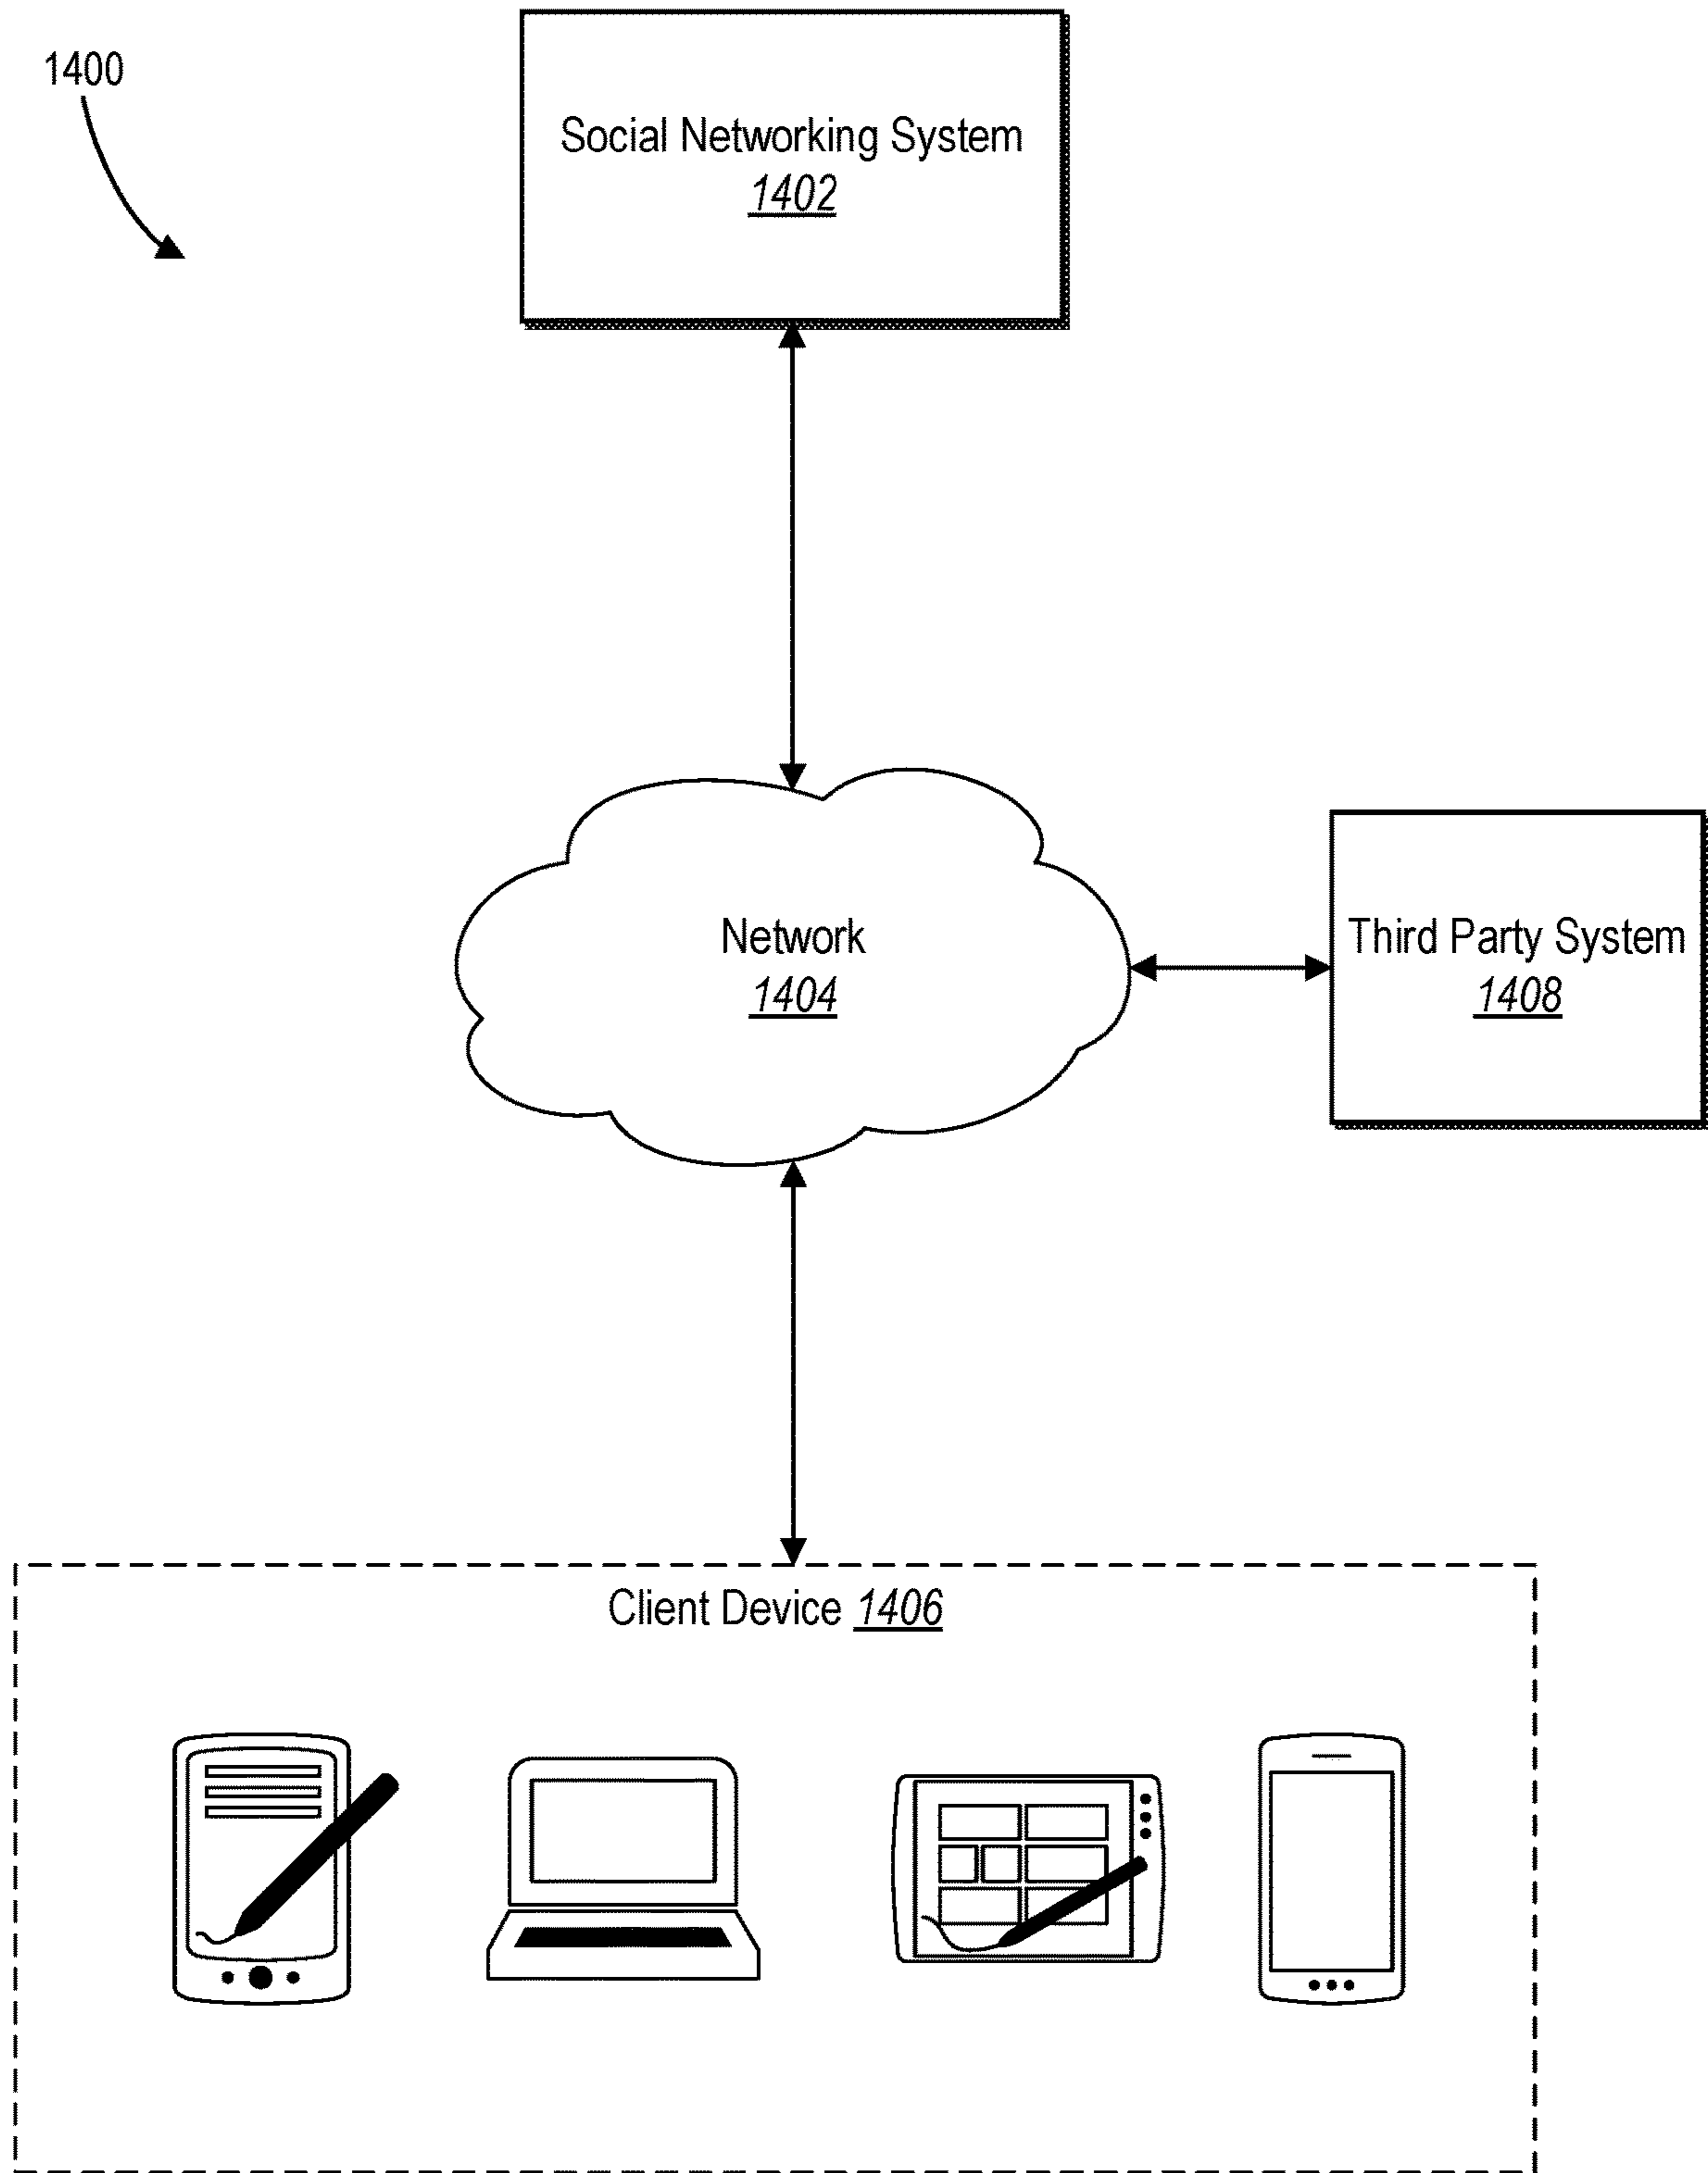 1400
Social Networking System
1402
Network
1404
Third Party System
1408
Client Device 1406